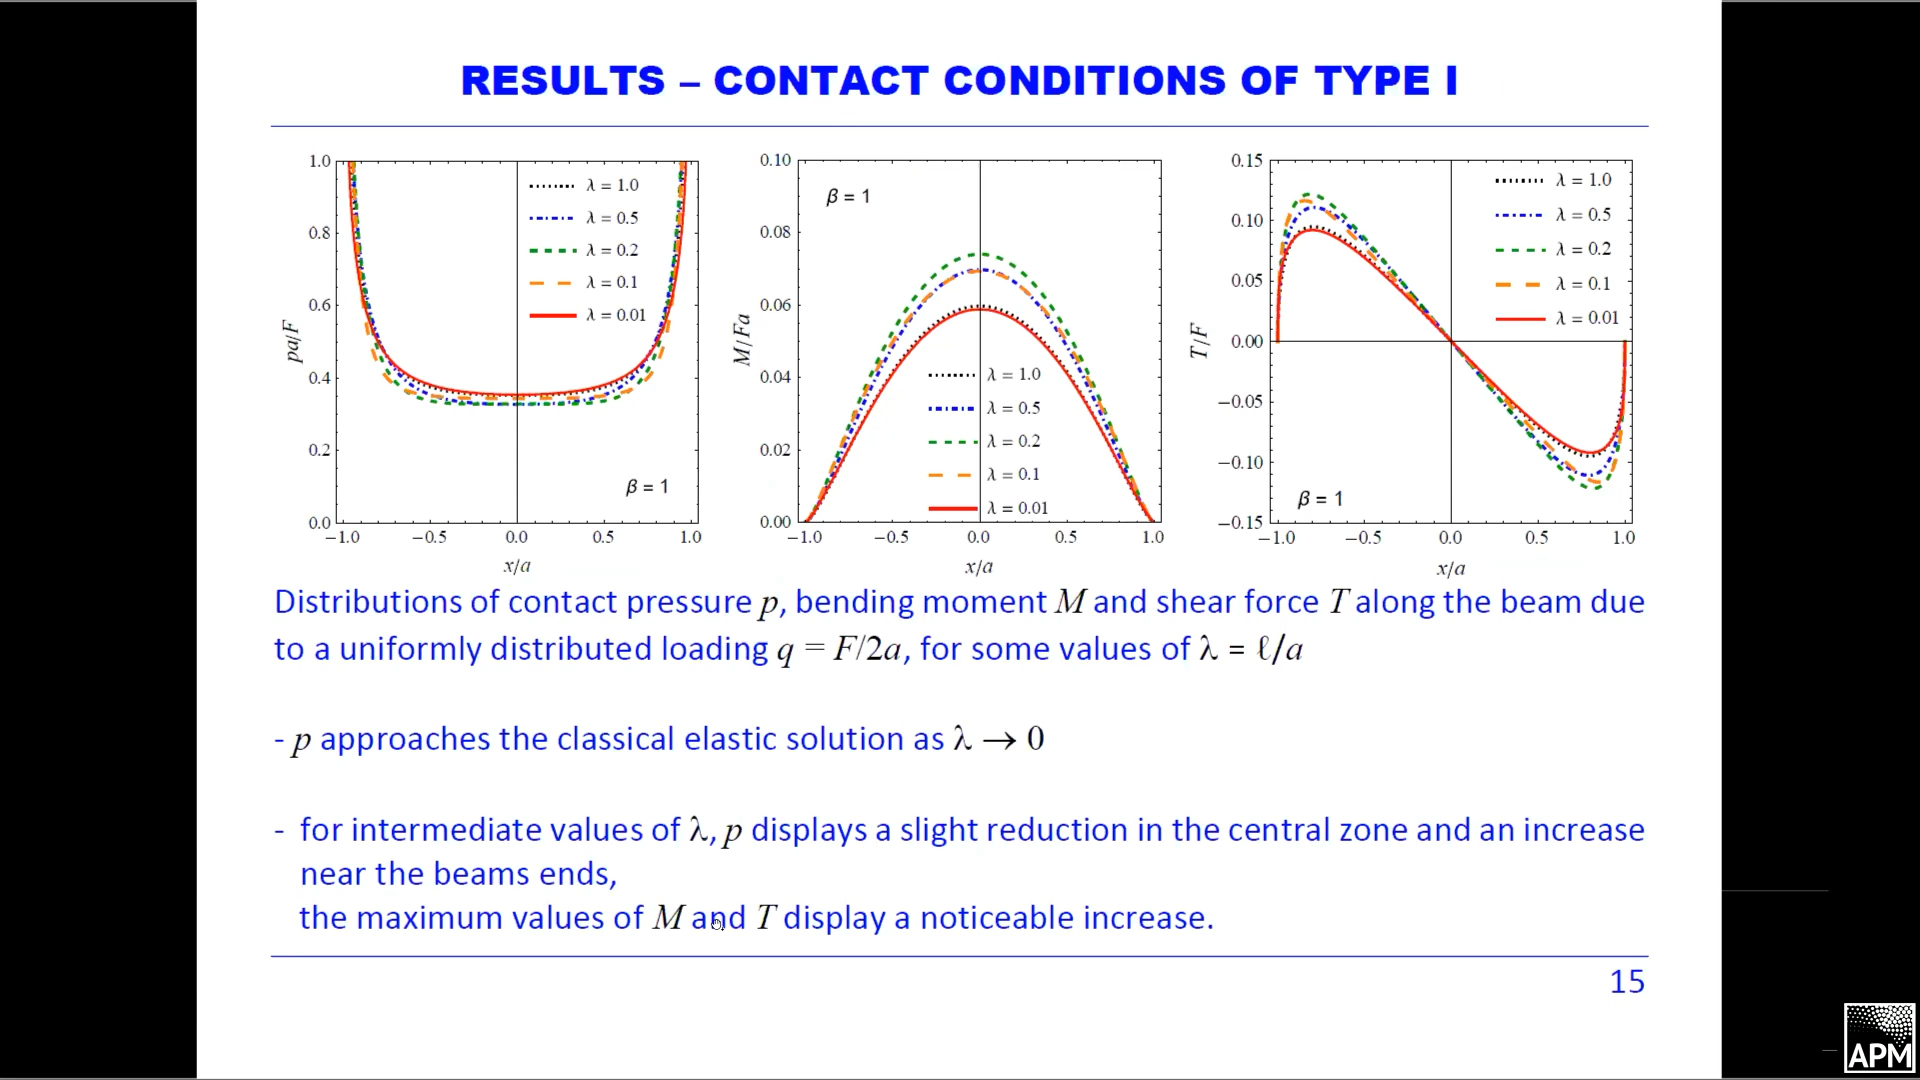 RESULTS – CONTACT CONDITIONS OF TYPE I
1.0
0.8
0.6
0.4
0.2
0.0
pa/F
λ = 1.0
λ = 0.5
λ = 0.2
λ = 0.1
λ = 0.01
β = 1
−1.0 −0.5 0.0 0.5 1.0
x/a
0.10
0.08
0.06
0.04
0.02
0.00
M/Fa
β = 1
λ = 1.0
λ = 0.5
λ = 0.2
λ = 0.1
λ = 0.01
−1.0 −0.5 0.0 0.5 1.0
x/a
0.15
0.10
0.05
0.00
−0.05
−0.10
−0.15
T/F
λ = 1.0
λ = 0.5
λ = 0.2
λ = 0.1
λ = 0.01
β = 1
−1.0 −0.5 0.0 0.5 1.0
x/a
Distributions of contact pressure p, bending moment M and shear force T along the beam due
to a uniformly distributed loading q = F/2a, for some values of λ = ℓ/a
- p approaches the classical elastic solution as λ → 0
- for intermediate values of λ, p displays a slight reduction in the central zone and an increase
near the beams ends,
the maximum values of M and T display a noticeable increase.
15
APM